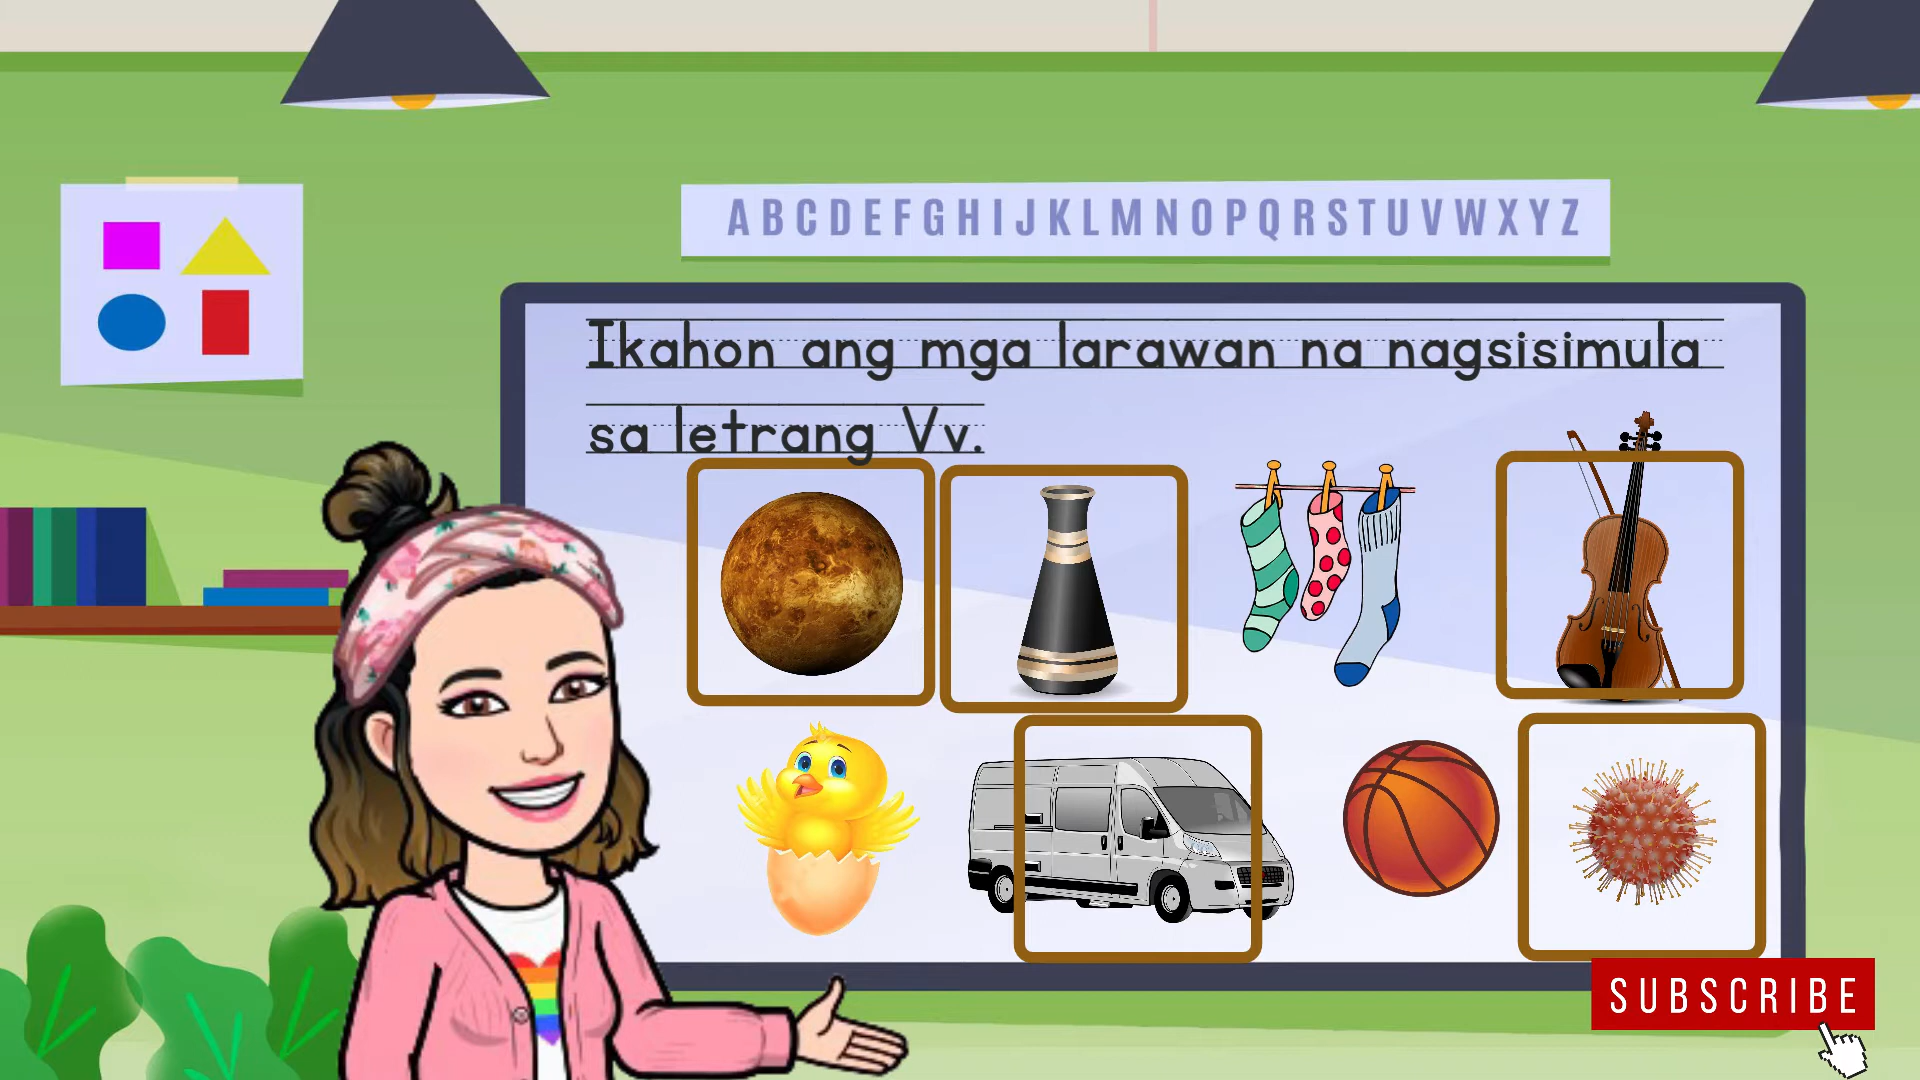 ABCDEFGHIJKLMNOPQRSTUVWXYZ
Ikahon ang mga larawan na nagsisimula
sa letrang Vv.
SUBSCRIBE